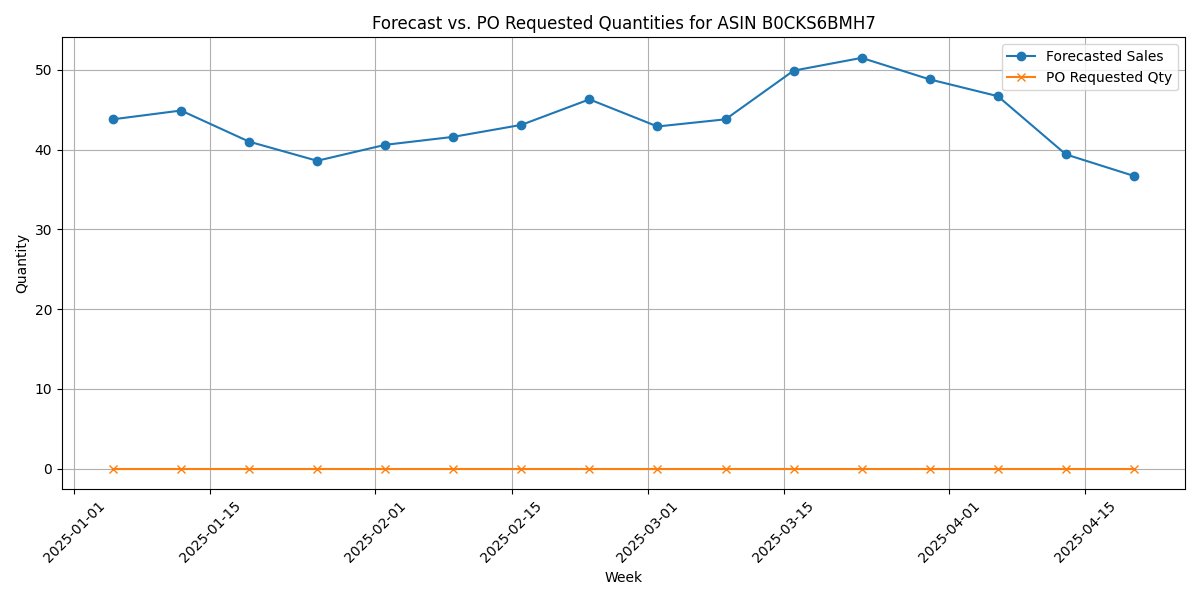 Forecast vs. PO Requested Quantities for ASIN B0CKS6BMH7
Forecasted Sales
PO Requested Qty
Quantity
50
40
30
20
10
0
2025-01-01
2025-01-15
2025-02-01
2025-02-15
2025-03-01
2025-03-15
2025-04-01
2025-04-15
Week